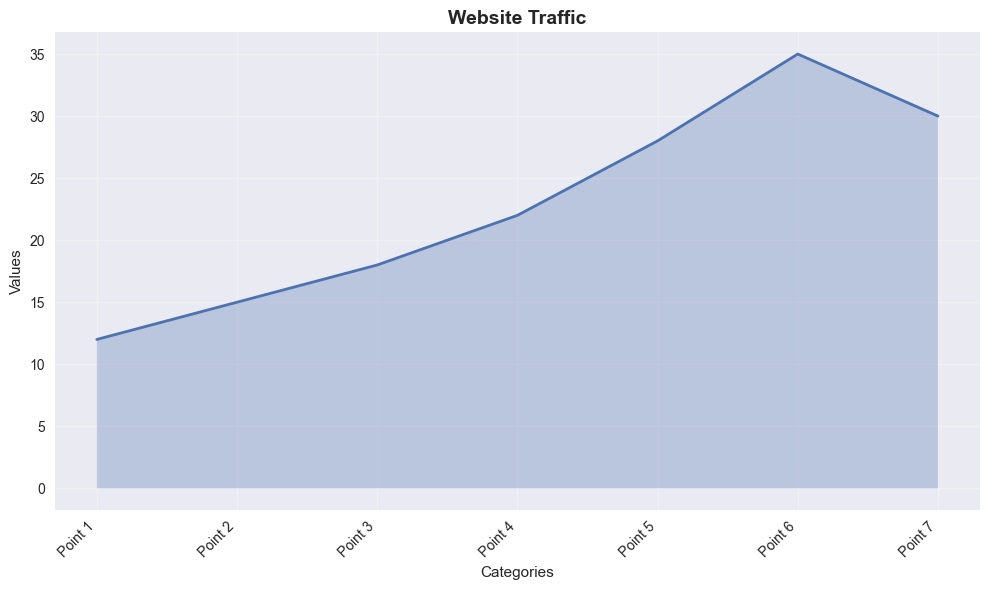 Website Traffic
35
30
25
20
15
10
5
0
Values
Point 1
Point 2
Point 3
Point 4
Point 5
Point 6
Point 7
Categories